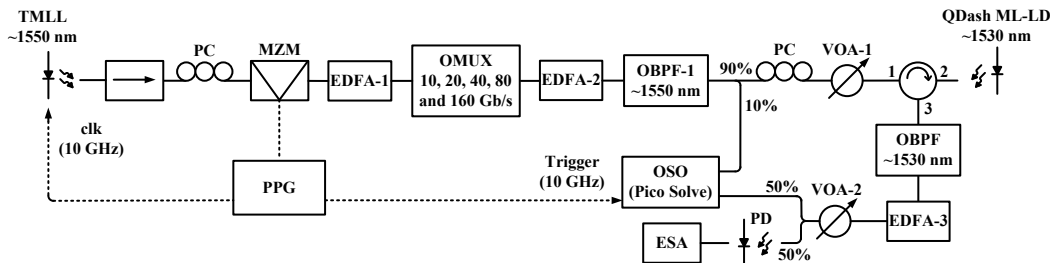 TMLL
~1550 nm
PC
MZM
EDFA-1
OMUX
10, 20, 40, 80
and 160 Gb/s
EDFA-2
OBPF-1
~1550 nm
90%
10%
PC
VOA-1
1
2
3
QDash ML-LD
~1530 nm
OBPF
~1530 nm
EDFA-3
VOA-2
50%
50%
PD
ESA
OSO
(Pico Solve)
Trigger
(10 GHz)
PPG
clk
(10 GHz)